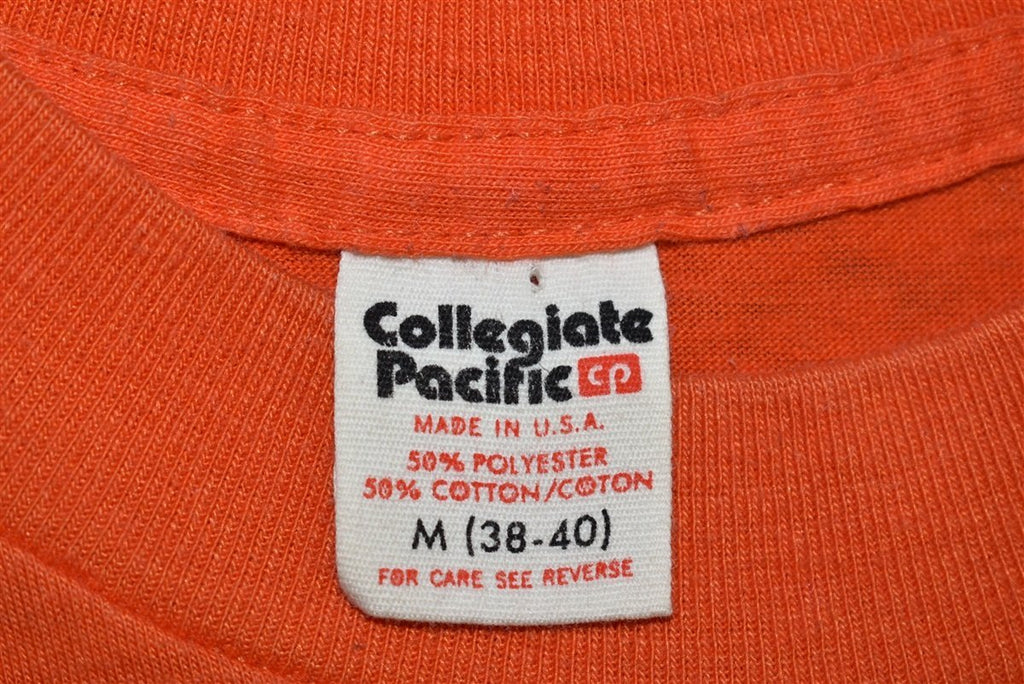 Collegiate
Pacific CP
MADE IN U.S.A.
50% POLYESTER
50% COTTON/COTON
M (38-40)
FOR CARE SEE REVERSE